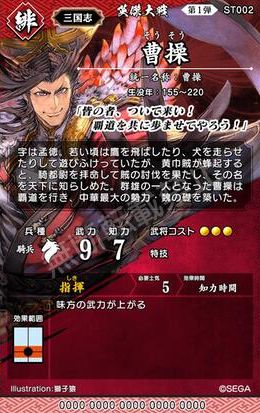 緋
三国志
英傑大戦
第1弾
ST002
そう そう
曹操
統一名称：曹操
生没年：155～220
「皆の者、ついて来い！
覇道を共に歩ませてやろう！」
字は孟徳。若い頃は鷹を飛ばしたり、犬を走らせ
たりして遊びふけっていたが、黄巾賊が蜂起する
と、騎都尉を拝命して賊の討伐を果たし、その名
を天下に知らしめた。群雄の一人となった曹操は
覇道を行き、中華最大の勢力・魏の礎を築いた。
兵種 武力 知力 武将コスト
騎兵 9 7 特技
しき
指揮
必要士気
5
効果時間
知力時間
効果範囲
味方の武力が上がる
Illustration:獅子猿
©SEGA
0000-0000-0000-0000-0000